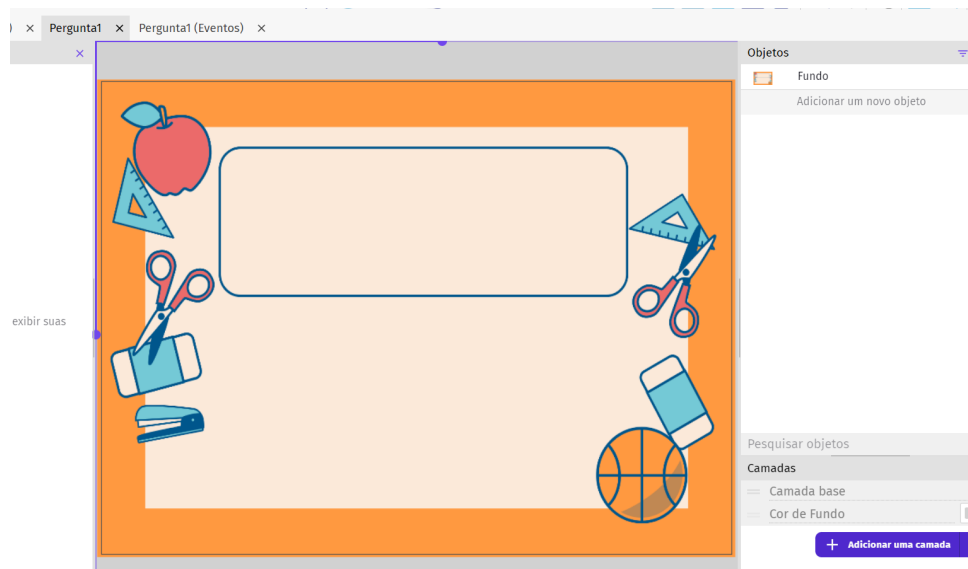 ) × Pergunta1 × Pergunta1 (Eventos) ×
×
exibir suas
Objetos
Fundo
Adicionar um novo objeto
Pesquisar objetos
Camadas
Camada base
Cor de Fundo
+ Adicionar uma camada